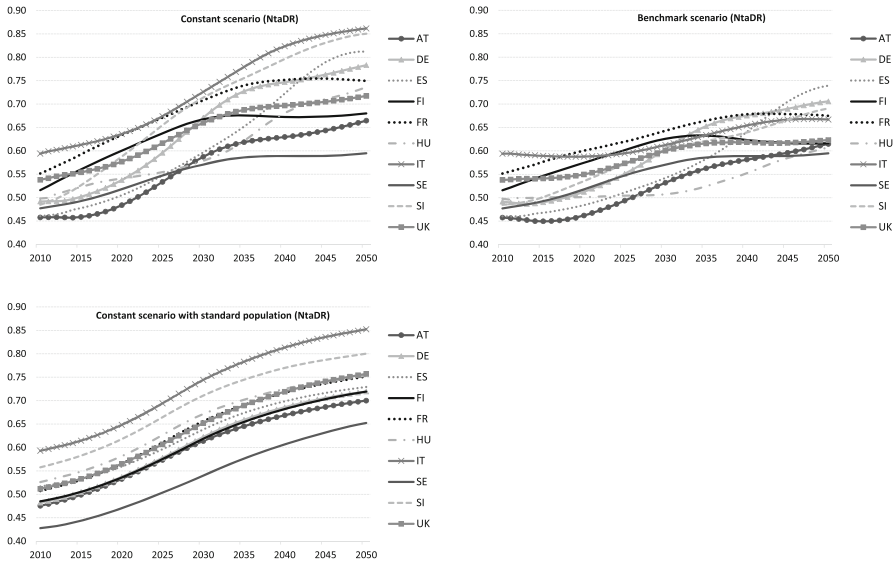 Constant scenario (NtaDR)
0.90
0.85
0.80
0.75
0.70
0.65
0.60
0.55
0.50
0.45
0.40
2010 2015 2020 2025 2030 2035 2040 2045 2050
AT
DE
ES
FI
FR
HU
IT
SE
SI
UK
Benchmark scenario (NtaDR)
0.90
0.85
0.80
0.75
0.70
0.65
0.60
0.55
0.50
0.45
0.40
2010 2015 2020 2025 2030 2035 2040 2045 2050
AT
DE
ES
FI
FR
HU
IT
SE
SI
UK
Constant scenario with standard population (NtaDR)
0.90
0.85
0.80
0.75
0.70
0.65
0.60
0.55
0.50
0.45
0.40
2010 2015 2020 2025 2030 2035 2040 2045 2050
AT
DE
ES
FI
FR
HU
IT
SE
SI
UK